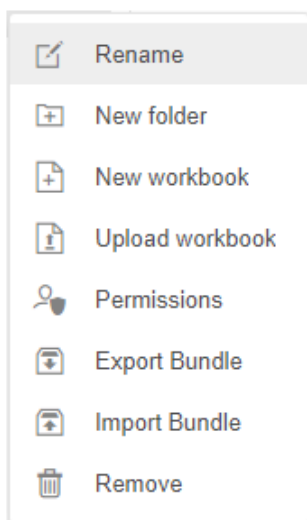 Rename
New folder
New workbook
Upload workbook
Permissions
Export Bundle
Import Bundle
Remove